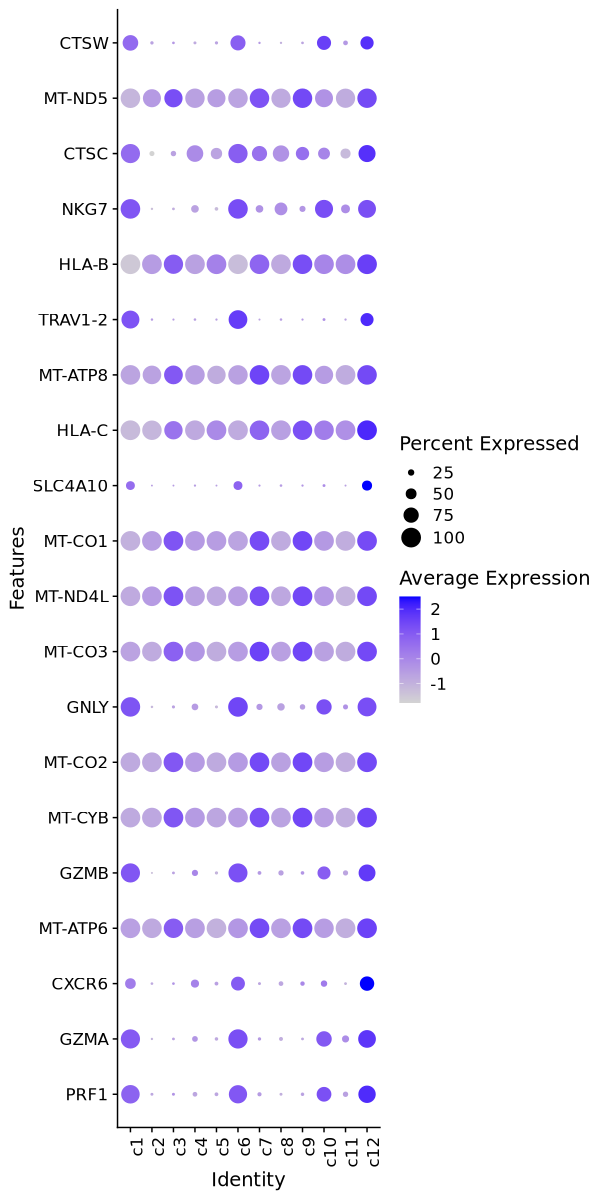 CTSW
MT-ND5
CTSC
NKG7
HLA-B
TRAV1-2
MT-ATP8
HLA-C
SLC4A10
MT-CO1
MT-ND4L
MT-CO3
GNLY
MT-CO2
MT-CYB
GZMB
MT-ATP6
CXCR6
GZMA
PRF1
Features
c1 c2 c3 c4 c5 c6 c7 c8 c9 c10 c11 c12
Identity
Percent Expressed
25
50
75
100
Average Expression
2
1
0
-1